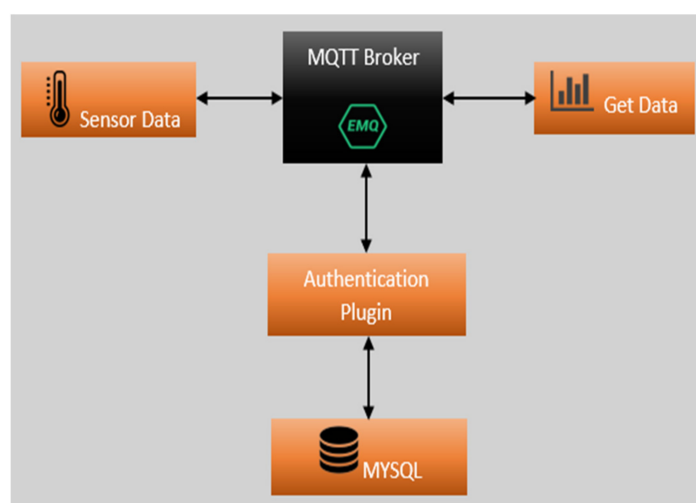 MQTT Broker
EMQ
Sensor Data
Get Data
Authentication
Plugin
MYSQL